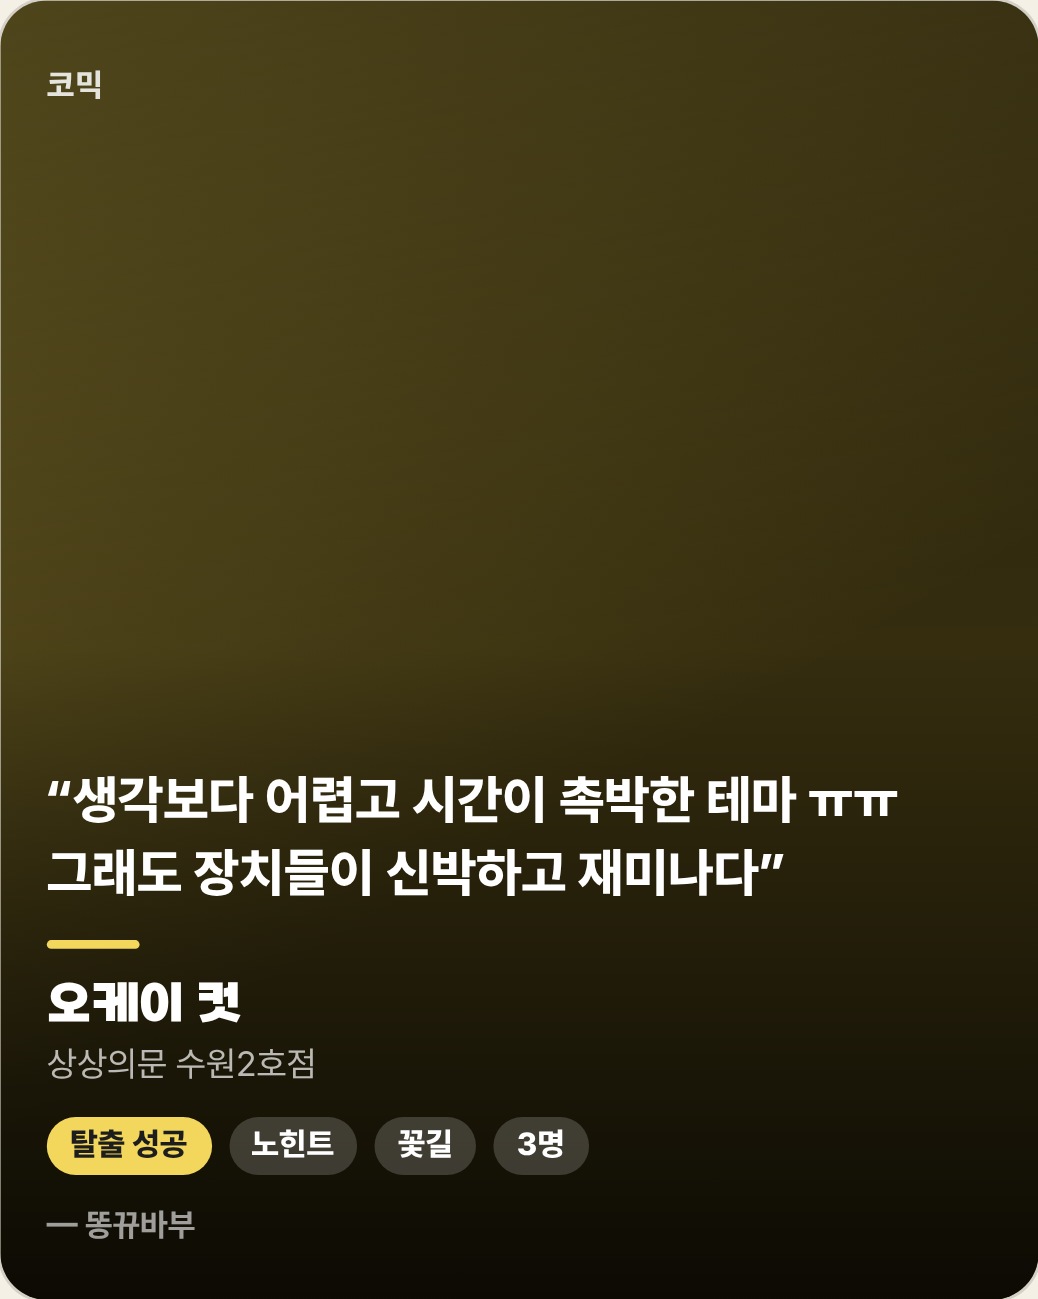 코믹
“생각보다 어렵고 시간이 촉박한 테마 ㅠㅠ
그래도 장치들이 신박하고 재미나다”
오케이 컷
상상의문 수원2호점
탈출 성공
노힌트
꽃길
3명
— 똥뀨바부